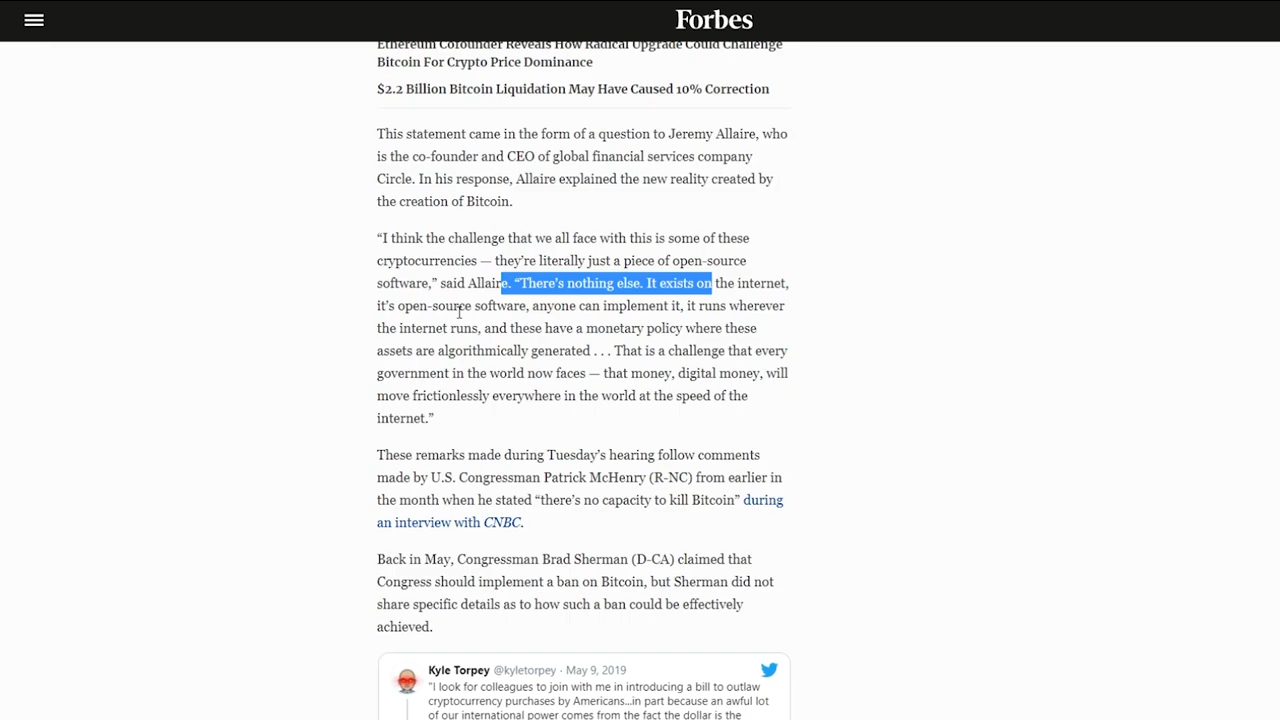 Forbes
Ethereum Cofounder Reveals How Radical Upgrade Could Challenge
Bitcoin For Crypto Price Dominance
$2.2 Billion Bitcoin Liquidation May Have Caused 10% Correction
This statement came in the form of a question to Jeremy Allaire, who
is the co-founder and CEO of global financial services company
Circle. In his response, Allaire explained the new reality created by
the creation of Bitcoin.
“I think the challenge that we all face with this is some of these
cryptocurrencies — they’re literally just a piece of open-source
software,” said Allaire. “There’s nothing else. It exists on the internet,
it’s open-source software, anyone can implement it, it runs wherever
the internet runs, and these have a monetary policy where these
assets are algorithmically generated . . . That is a challenge that every
government in the world now faces — that money, digital money, will
move frictionlessly everywhere in the world at the speed of the
internet.”
These remarks made during Tuesday’s hearing follow comments
made by U.S. Congressman Patrick McHenry (R-NC) from earlier in
the month when he stated “there’s no capacity to kill Bitcoin” during
an interview with CNBC.
Back in May, Congressman Brad Sherman (D-CA) claimed that
Congress should implement a ban on Bitcoin, but Sherman did not
share specific details as to how such a ban could be effectively
achieved.
Kyle Torpey @kyletorpey · May 9, 2019
"I look for colleagues to join with me in introducing a bill to outlaw
cryptocurrency purchases by Americans...in part because an awful lot
of our international power comes from the fact the dollar is the